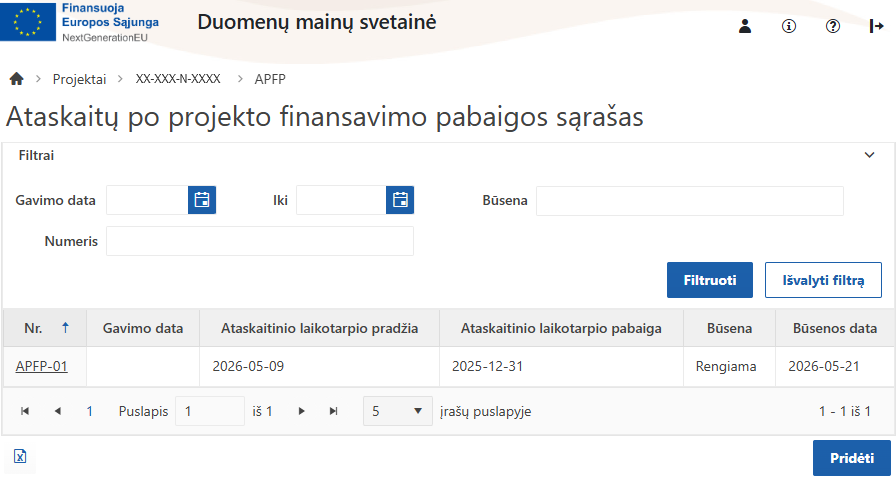 Finansuoja
Europos Sąjunga
NextGenerationEU
Duomenų mainų svetainė
Projektai
XX-XXX-N-XXXX
APFP
Ataskaitų po projekto finansavimo pabaigos sąrašas
Filtrai
Gavimo data
Iki
Būsena
Numeris
Filtruoti
Išvalyti filtrą
Nr. Gavimo data Ataskaitinio laikotarpio pradžia Ataskaitinio laikotarpio pabaiga Būsena Būsenos data
APFP-01 2026-05-09 2025-12-31 Rengiama 2026-05-21
1 Puslapis 1 iš 1 5 įrašų puslapyje 1 - 1 iš 1
Pridėti